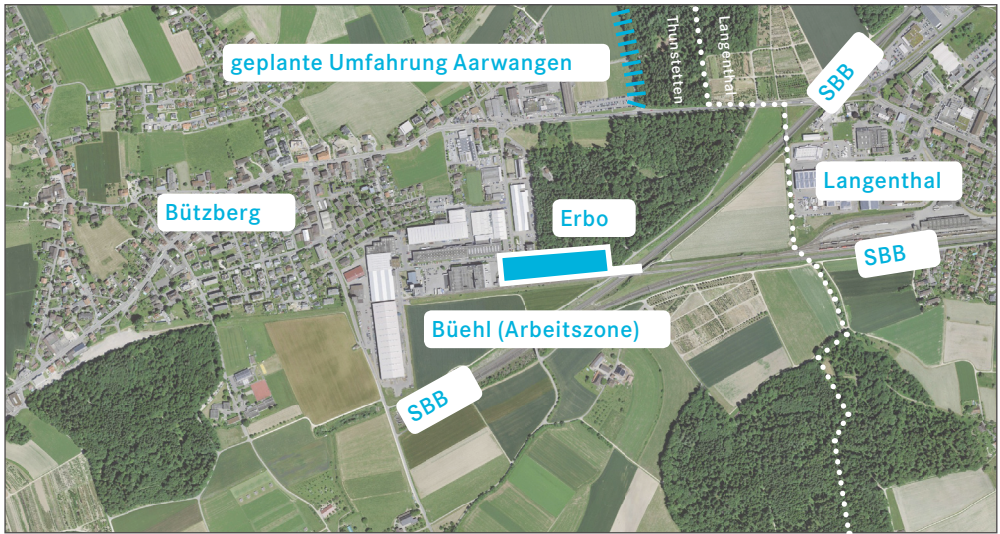 geplante Umfahrung Aarwangen
Thunstetten
Langenthal
SBB
Bützberg
Erbo
Langenthal
SBB
Büehl (Arbeitszone)
SBB